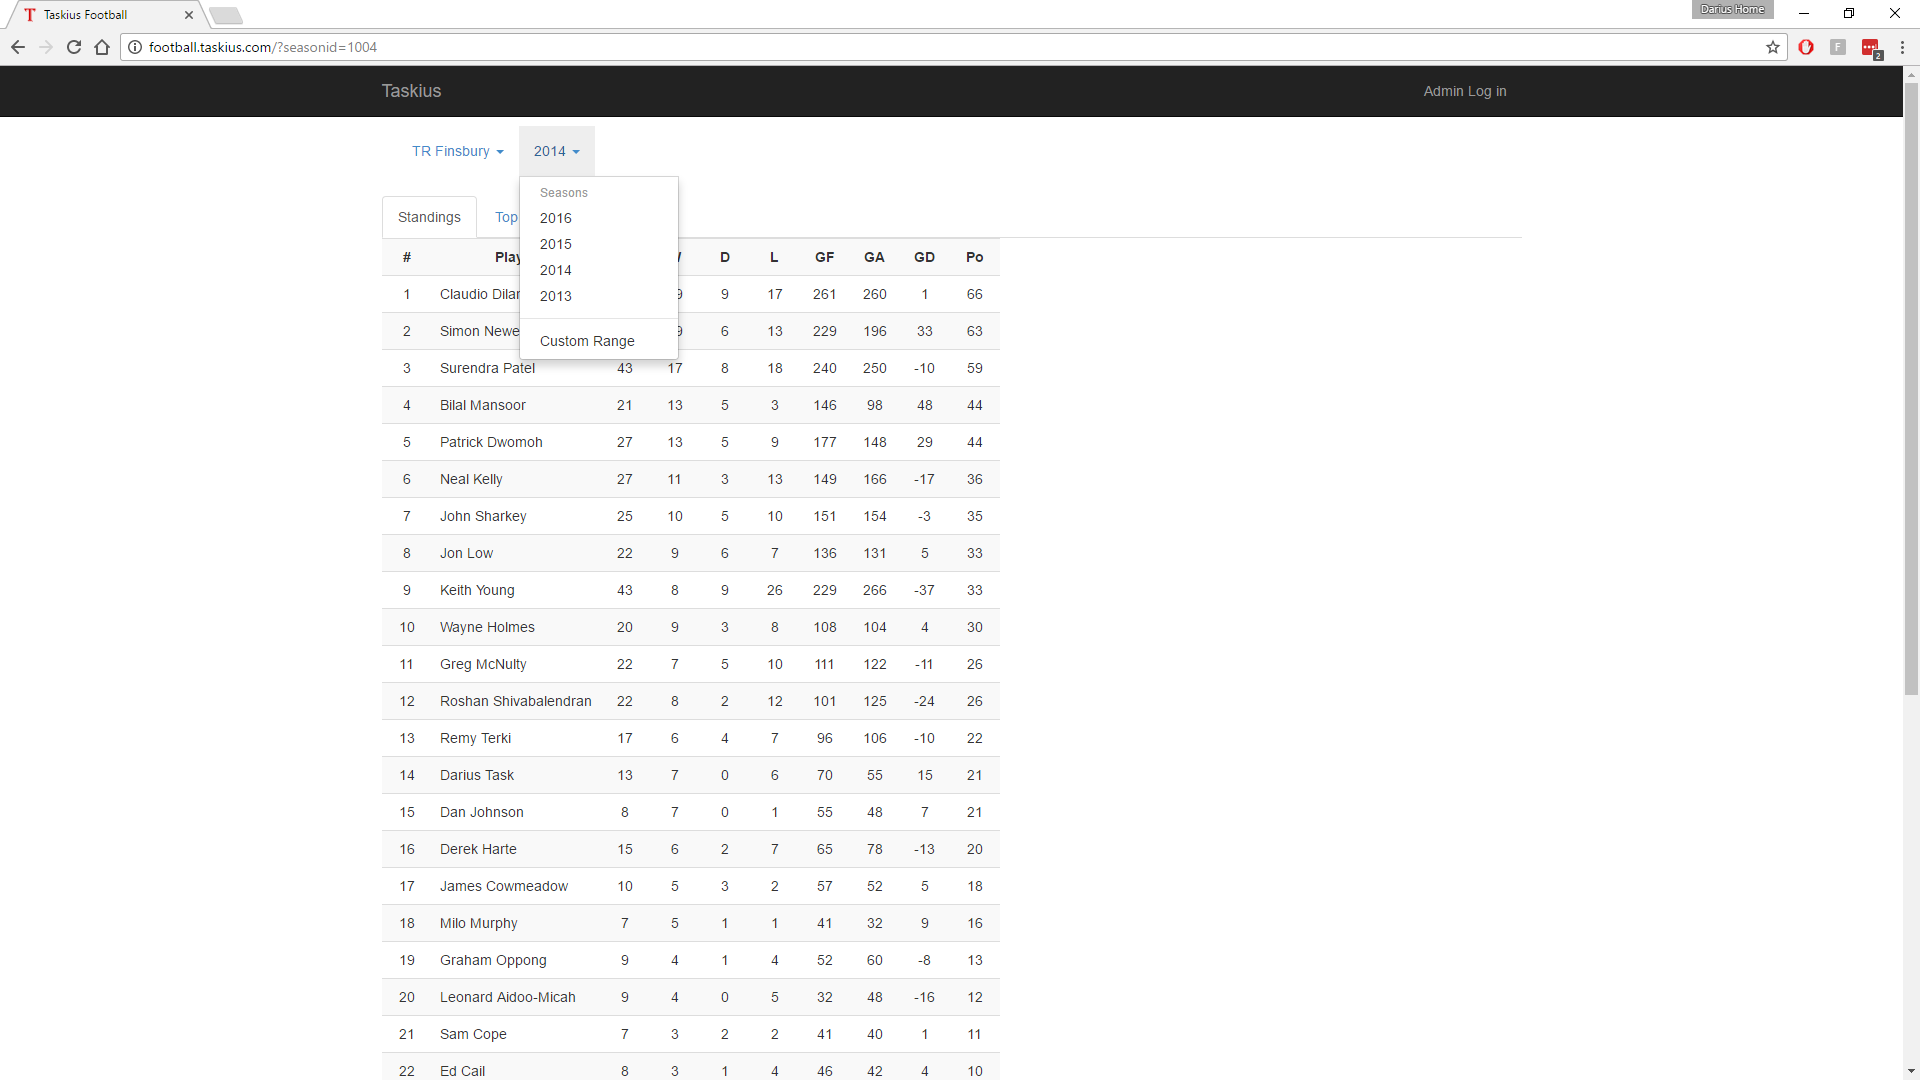 Taskius Football
Darius Home
football.taskius.com/?seasonid=1004
F
2
Taskius
Admin Log in
TR Finsbury
2014
Seasons
2016
2015
2014
2013
Custom Range
Standings Top
# D L GF GA GD Po
1 Claudio 9 17 261 260 1 66
2 Simon 6 13 229 196 33 63
3 Surendra Patel 43 17 8 18 240 250 -10 59
4 Bilal Mansoor 21 13 5 3 146 98 48 44
5 Patrick Dwomoh 27 13 5 9 177 148 29 44
6 Neal Kelly 27 11 3 13 149 166 -17 36
7 John Sharkey 25 10 5 10 151 154 -3 35
8 Jon Low 22 9 6 7 136 131 5 33
9 Keith Young 43 8 9 26 229 266 -37 33
10 Wayne Holmes 20 9 3 8 108 104 4 30
11 Greg McNulty 22 7 5 10 111 122 -11 26
12 Roshan Shivabalendran 22 8 2 12 101 125 -24 26
13 Remy Terki 17 6 4 7 96 106 -10 22
14 Darius Task 13 7 0 6 70 55 15 21
15 Dan Johnson 8 7 0 1 55 48 7 21
16 Derek Harte 15 6 2 7 65 78 -13 20
17 James Cowmeadow 10 5 3 2 57 52 5 18
18 Milo Murphy 7 5 1 1 41 32 9 16
19 Graham Oppong 9 4 1 4 52 60 -8 13
20 Leonard Aidoo-Micah 9 4 0 5 32 48 -16 12
21 Sam Cope 7 3 2 2 41 40 1 11
22 Ed Cail 8 3 1 4 46 42 4 10